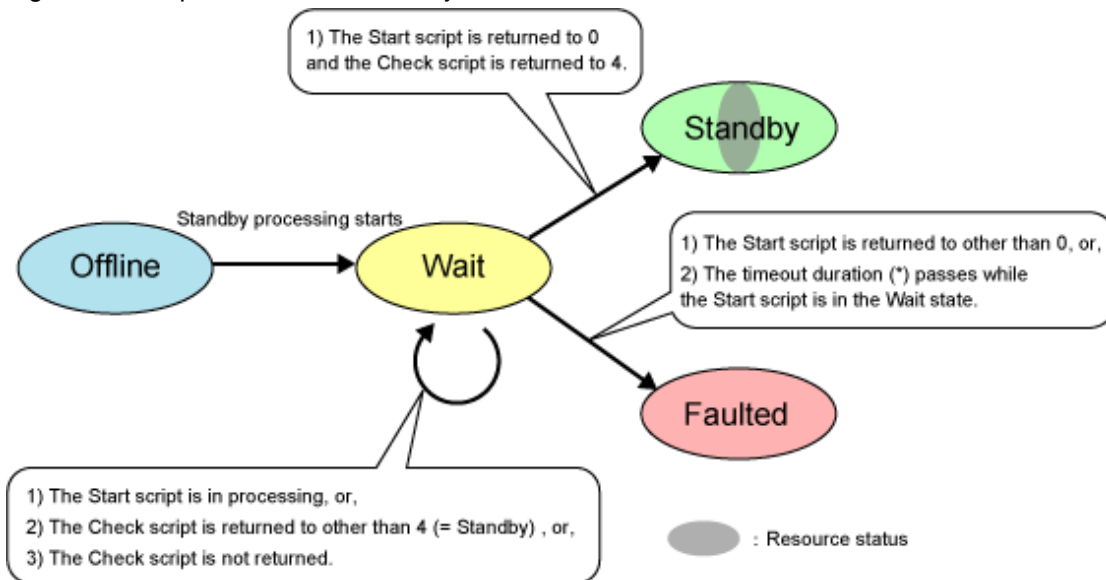 1) The Start script is returned to 0
and the Check script is returned to 4.
Standby
Standby processing starts
Offline
Wait
1) The Start script is returned to other than 0, or,
2) The timeout duration (*) passes while
the Start script is in the Wait state.
Faulted
1) The Start script is in processing, or,
2) The Check script is returned to other than 4 (= Standby) , or,
3) The Check script is not returned.
: Resource status